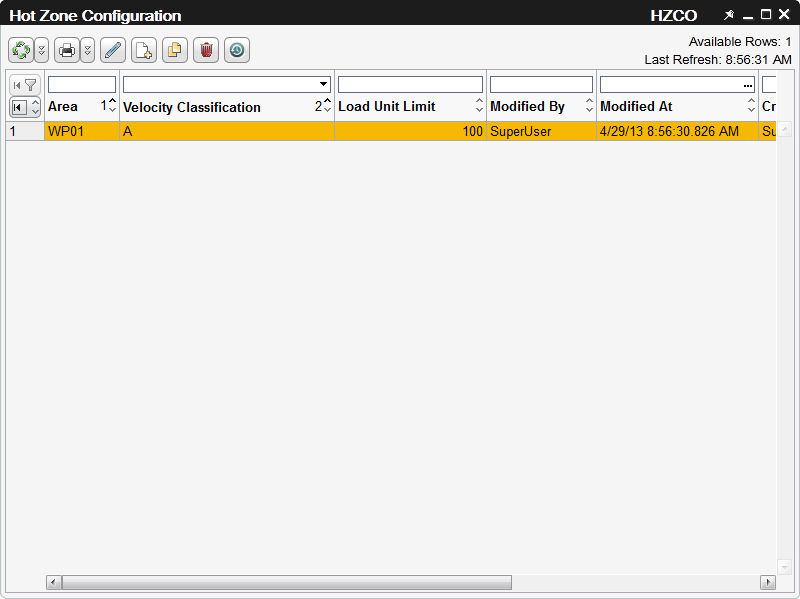 Hot Zone Configuration HZCO
Available Rows: 1
Last Refresh: 8:56:31 AM
Area 1 Velocity Classification 2 Load Unit Limit Modified By Modified At Cr
1 WP01 A 100 SuperUser 4/29/13 8:56:30.826 AM Su